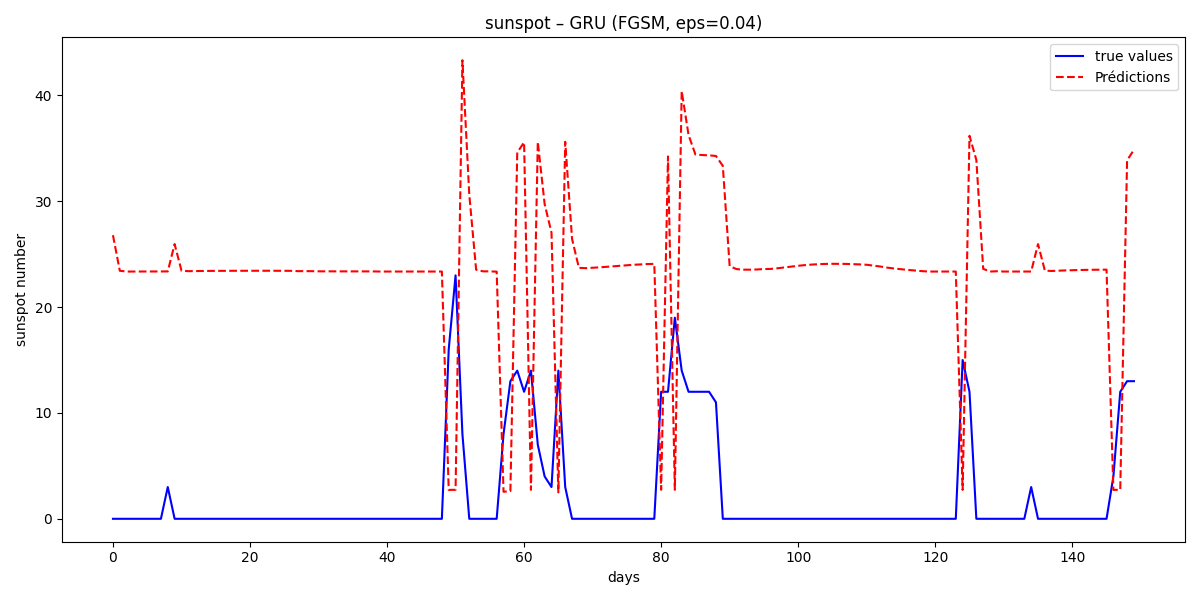 sunspot – GRU (FGSM, eps=0.04)
true values
Prédictions
sunspot number
40
30
20
10
0
0 20 40 60 80 100 120 140
days